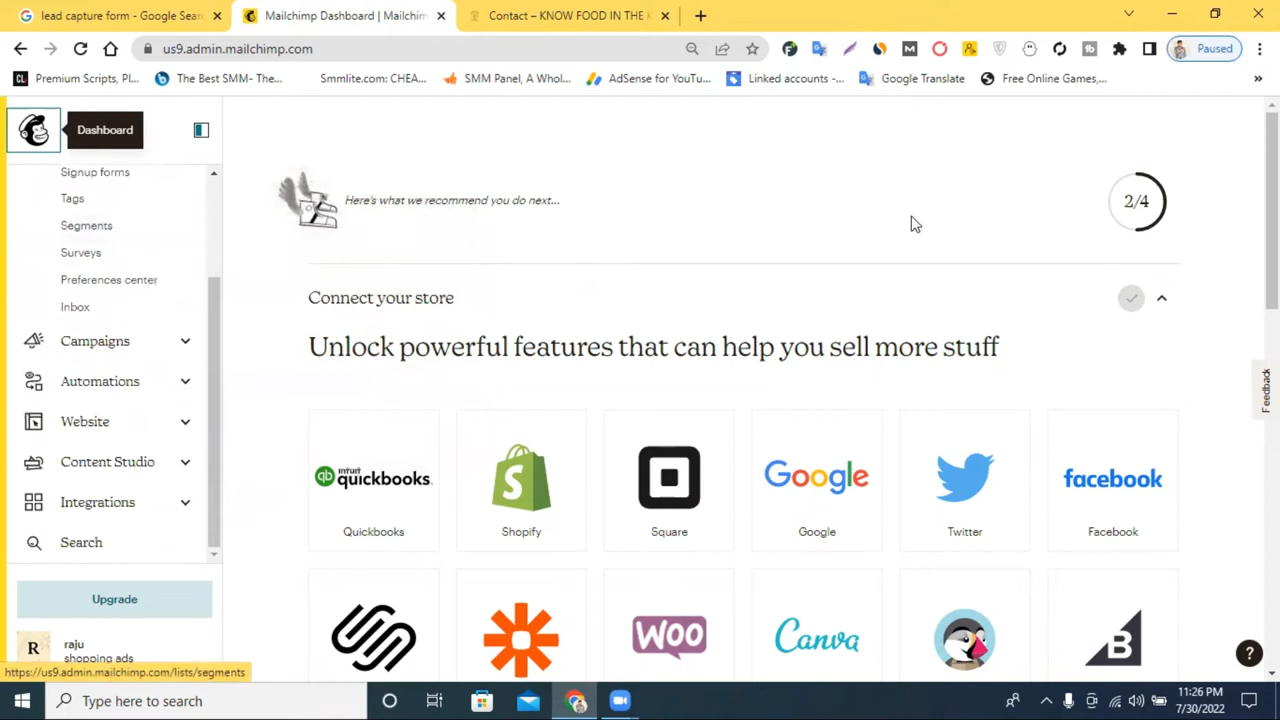 lead capture form - Google Sear
Mailchimp Dashboard | Mailchim
Contact – KNOW FOOD IN THE K
us9.admin.mailchimp.com
Paused
Premium Scripts, Pl...
The Best SMM- The...
Smmlite.com: CHEA...
SMM Panel, A Whol...
AdSense for YouTu...
Linked accounts -...
Google Translate
Free Online Games,...
Dashboard
Here's what we recommend you do next...
2/4
Signup forms
Tags
Segments
Surveys
Preferences center
Inbox
Campaigns
Automations
Website
Content Studio
Integrations
Search
Upgrade
R
raju
shopping ads
Connect your store
Unlock powerful features that can help you sell more stuff
intuit
quickbooks.
Google
facebook
Quickbooks
Shopify
Square
Google
Twitter
Facebook
WOO
Canva
B
Feedback
?
https://us9.admin.mailchimp.com/lists/segments
Type here to search
11:26 PM
7/30/2022